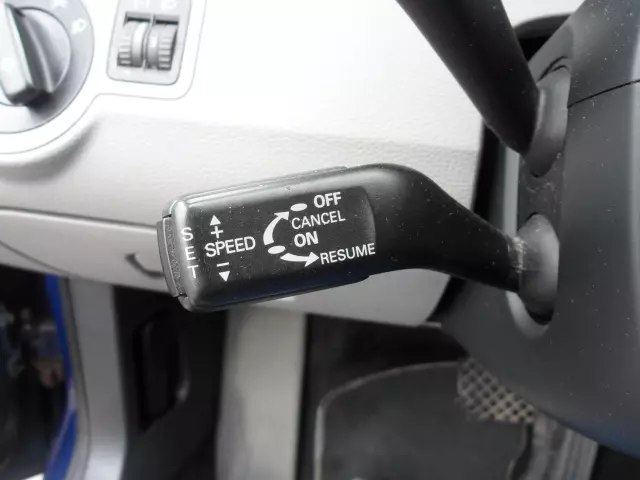 SET
+
SPEED
−
OFF
CANCEL
ON
RESUME